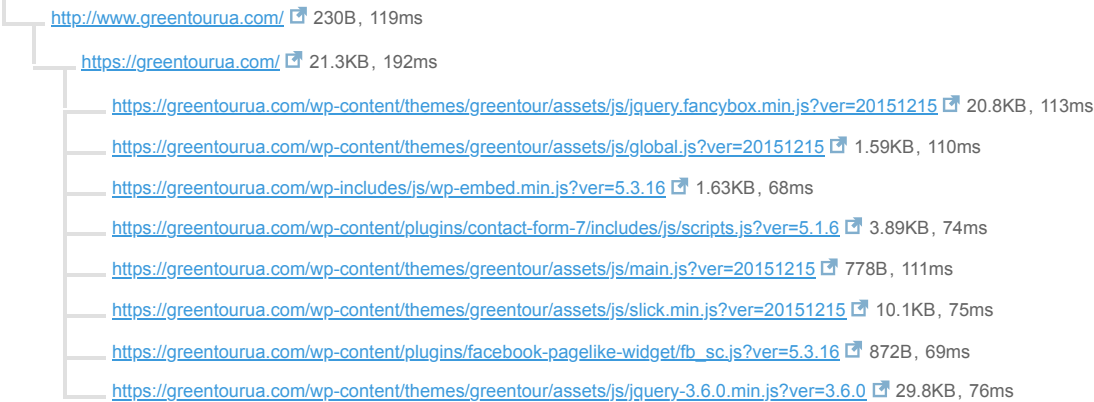 http://www.greentourua.com/ 230B, 119ms
https://greentourua.com/ 21.3KB, 192ms
https://greentourua.com/wp-content/themes/greentour/assets/js/jquery.fancybox.min.js?ver=20151215 20.8KB, 113ms
https://greentourua.com/wp-content/themes/greentour/assets/js/global.js?ver=20151215 1.59KB, 110ms
https://greentourua.com/wp-includes/js/wp-embed.min.js?ver=5.3.16 1.63KB, 68ms
https://greentourua.com/wp-content/plugins/contact-form-7/includes/js/scripts.js?ver=5.1.6 3.89KB, 74ms
https://greentourua.com/wp-content/themes/greentour/assets/js/main.js?ver=20151215 778B, 111ms
https://greentourua.com/wp-content/themes/greentour/assets/js/slick.min.js?ver=20151215 10.1KB, 75ms
https://greentourua.com/wp-content/plugins/facebook-pagelike-widget/fb_sc.js?ver=5.3.16 872B, 69ms
https://greentourua.com/wp-content/themes/greentour/assets/js/jquery-3.6.0.min.js?ver=3.6.0 29.8KB, 76ms